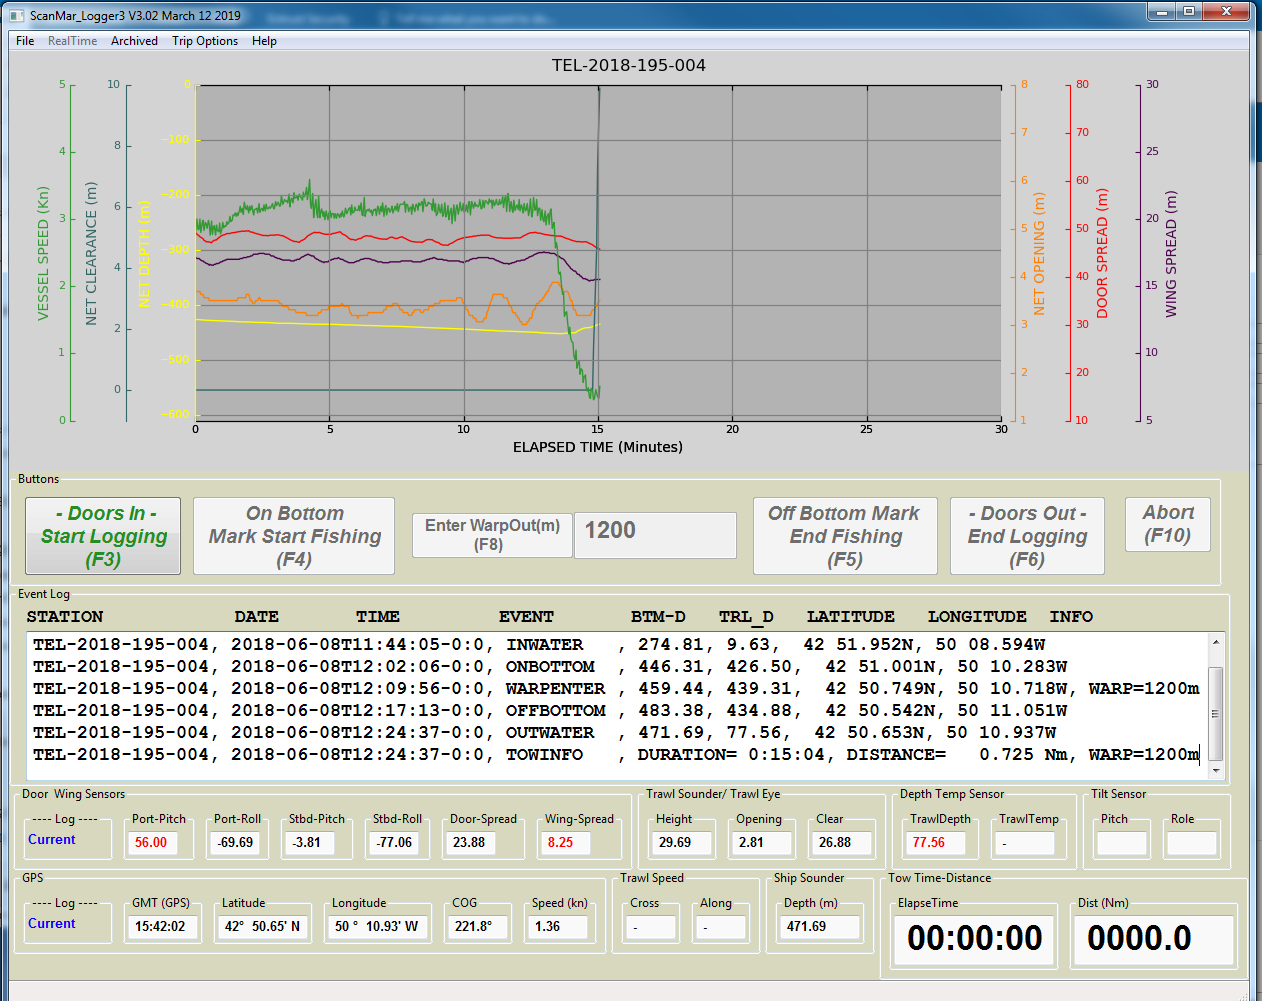 ScanMar_Logger3 V3.02 March 12 2019
File RealTime Archived Trip Options Help
TEL-2018-195-004
VESSEL SPEED (Kn)
5
4
3
2
1
0
NET CLEARANCE (m)
10
8
6
4
2
0
NET DEPTH (m)
0
−100
−200
−300
−400
−500
−600
NET OPENING (m)
8
7
6
5
4
3
2
1
DOOR SPREAD (m)
80
70
60
50
40
30
20
10
WING SPREAD (m)
30
25
20
15
10
5
0 5 10 15 20 25 30
ELAPSED TIME (Minutes)
Buttons
- Doors In -
Start Logging
(F3)
On Bottom
Mark Start Fishing
(F4)
Enter WarpOut(m)
(F8)
1200
Off Bottom Mark
End Fishing
(F5)
- Doors Out -
End Logging
(F6)
Abort
(F10)
Event Log
STATION DATE TIME EVENT BTM-D TRL_D LATITUDE LONGITUDE INFO
TEL-2018-195-004, 2018-06-08T11:44:05-0:0, INWATER , 274.81, 9.63, 42 51.952N, 50 08.594W
TEL-2018-195-004, 2018-06-08T12:02:06-0:0, ONBOTTOM , 446.31, 426.50, 42 51.001N, 50 10.283W
TEL-2018-195-004, 2018-06-08T12:09:56-0:0, WARPENTER , 459.44, 439.31, 42 50.749N, 50 10.718W, WARP=1200m
TEL-2018-195-004, 2018-06-08T12:17:13-0:0, OFFBOTTOM , 483.38, 434.88, 42 50.542N, 50 11.051W
TEL-2018-195-004, 2018-06-08T12:24:37-0:0, OUTWATER , 471.69, 77.56, 42 50.653N, 50 10.937W
TEL-2018-195-004, 2018-06-08T12:24:37-0:0, TOWINFO , DURATION= 0:15:04, DISTANCE= 0.725 Nm, WARP=1200m
Door Wing Sensors
---- Log ----
Current
Port-Pitch
56.00
Port-Roll
-69.69
Stbd-Pitch
-3.81
Stbd-Roll
-77.06
Door-Spread
23.88
Wing-Spread
8.25
Trawl Sounder/ Trawl Eye
Height
29.69
Opening
2.81
Clear
26.88
Depth Temp Sensor
TrawlDepth
77.56
TrawlTemp
-
Tilt Sensor
Pitch
Role
GPS
---- Log ----
Current
GMT (GPS)
15:42:02
Latitude
42° 50.65' N
Longitude
50 ° 10.93' W
COG
221.8°
Speed (kn)
1.36
Trawl Speed
Cross
-
Along
-
Ship Sounder
Depth (m)
471.69
Tow Time-Distance
ElapseTime
00:00:00
Dist (Nm)
0000.0